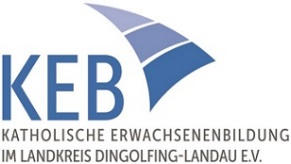 KEB
KATHOLISCHE ERWACHSENENBILDUNG
IM LANDKREIS DINGOLFING-LANDAU E.V.